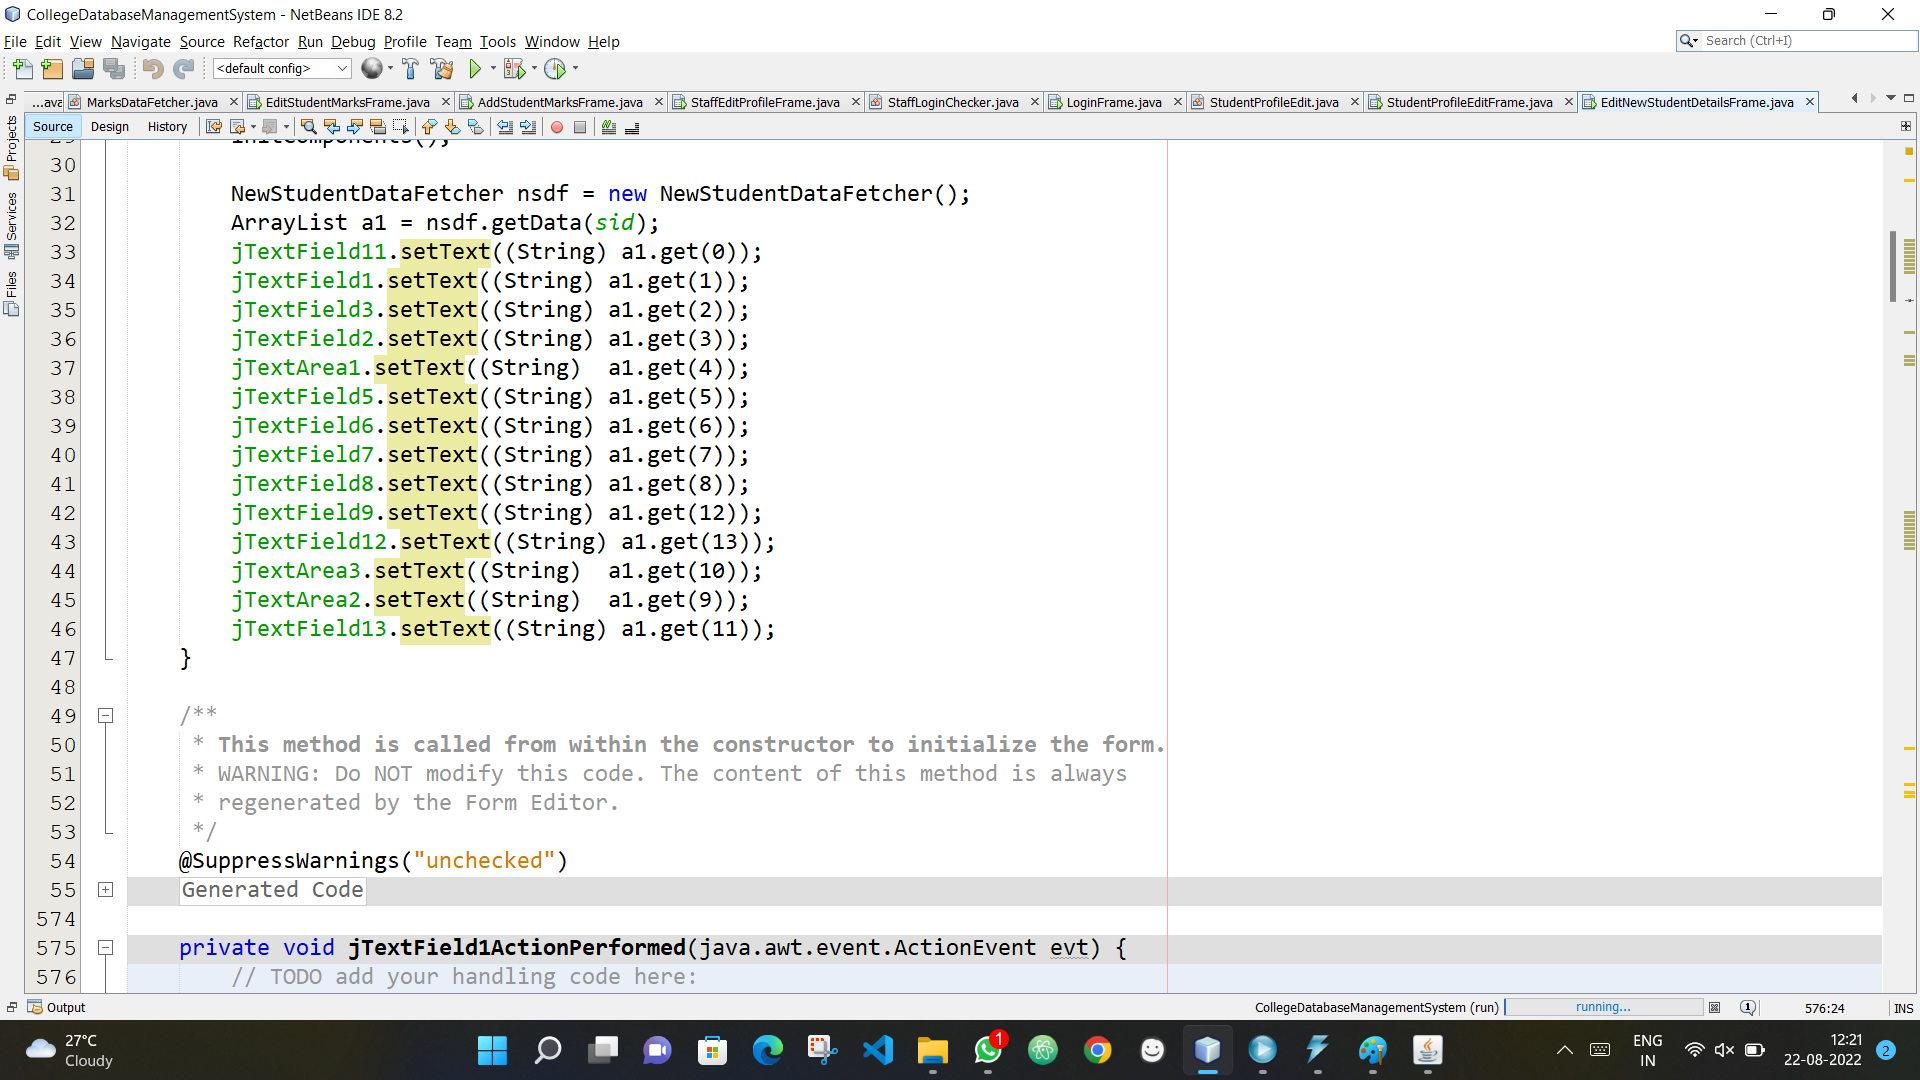 CollegeDatabaseManagementSystem - NetBeans IDE 8.2
File Edit View Navigate Source Refactor Run Debug Profile Team Tools Window Help
Search (Ctrl+I)
<default config>
...ava MarksDataFetcher.java EditStudentMarksFrame.java AddStudentMarksFrame.java StaffEditProfileFrame.java StaffLoginChecker.java LoginFrame.java StudentProfileEdit.java StudentProfileEditFrame.java EditNewStudentDetailsFrame.java
Source Design History
Projects
Services
Files
29 initComponents();
30
31 NewStudentDataFetcher nsdf = new NewStudentDataFetcher();
32 ArrayList a1 = nsdf.getData(sid);
33 jTextField11.setText((String) a1.get(0));
34 jTextField1.setText((String) a1.get(1));
35 jTextField3.setText((String) a1.get(2));
36 jTextField2.setText((String) a1.get(3));
37 jTextArea1.setText((String)  a1.get(4));
38 jTextField5.setText((String) a1.get(5));
39 jTextField6.setText((String) a1.get(6));
40 jTextField7.setText((String) a1.get(7));
41 jTextField8.setText((String) a1.get(8));
42 jTextField9.setText((String) a1.get(12));
43 jTextField12.setText((String) a1.get(13));
44 jTextArea3.setText((String)  a1.get(10));
45 jTextArea2.setText((String)  a1.get(9));
46 jTextField13.setText((String) a1.get(11));
47 }
48
49 /**
50 * This method is called from within the constructor to initialize the form.
51 * WARNING: Do NOT modify this code. The content of this method is always
52 * regenerated by the Form Editor.
53 */
54 @SuppressWarnings("unchecked")
55 Generated Code
574
575 private void jTextField1ActionPerformed(java.awt.event.ActionEvent evt) {
576 // TODO add your handling code here:
Output
CollegeDatabaseManagementSystem (run) running... 1 576:24 INS
27°C
Cloudy
1
ENG
IN
12:21
22-08-2022
2